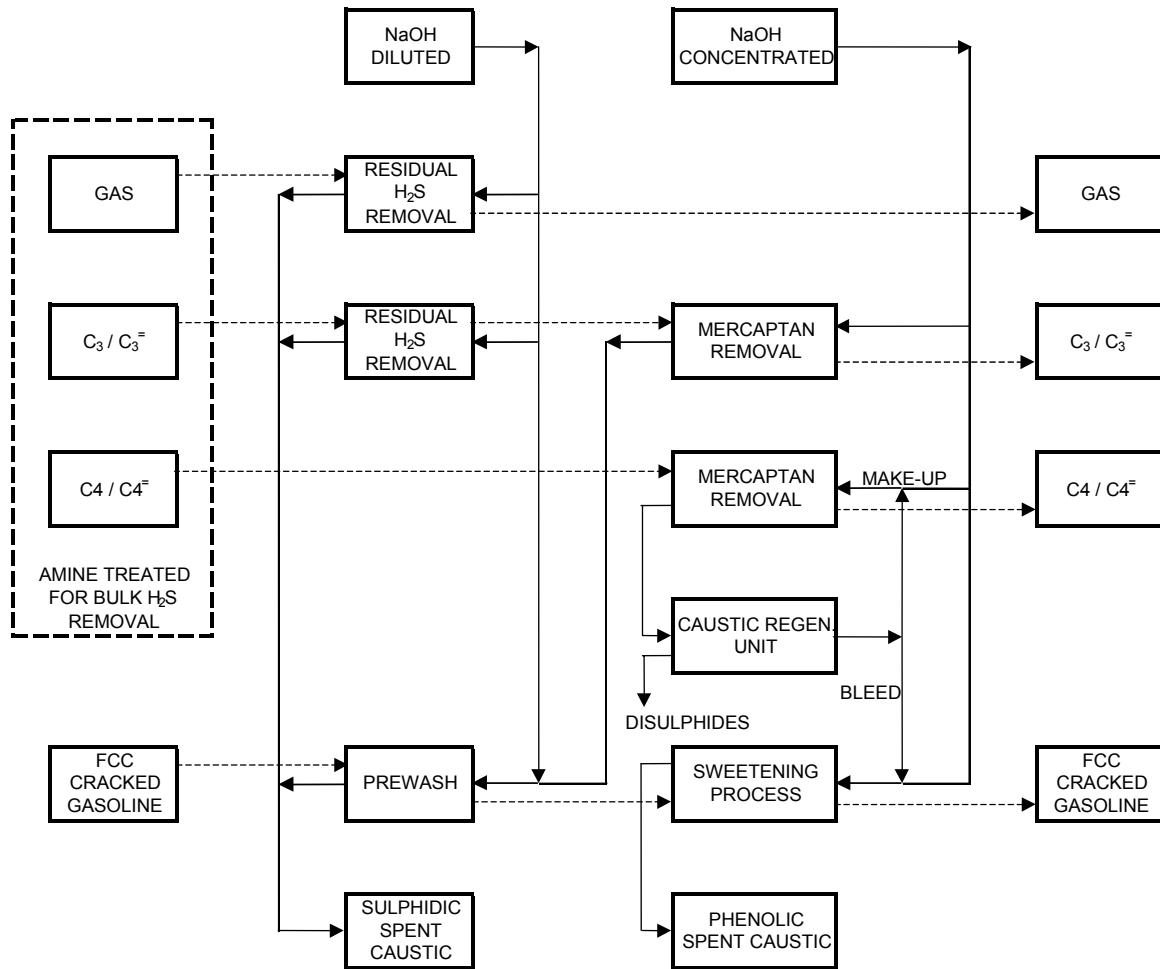 NaOH
DILUTED
NaOH
CONCENTRATED
GAS
RESIDUAL
H₂S
REMOVAL
GAS
C₃ / C₃⁼
RESIDUAL
H₂S
REMOVAL
MERCAPTAN
REMOVAL
C₃ / C₃⁼
C4 / C4⁼
MERCAPTAN
REMOVAL
MAKE-UP
C4 / C4⁼
AMINE TREATED
FOR BULK H₂S
REMOVAL
CAUSTIC REGEN.
UNIT
BLEED
DISULPHIDES
FCC
CRACKED
GASOLINE
PREWASH
SWEETENING
PROCESS
FCC
CRACKED
GASOLINE
SULPHIDIC
SPENT
CAUSTIC
PHENOLIC
SPENT CAUSTIC